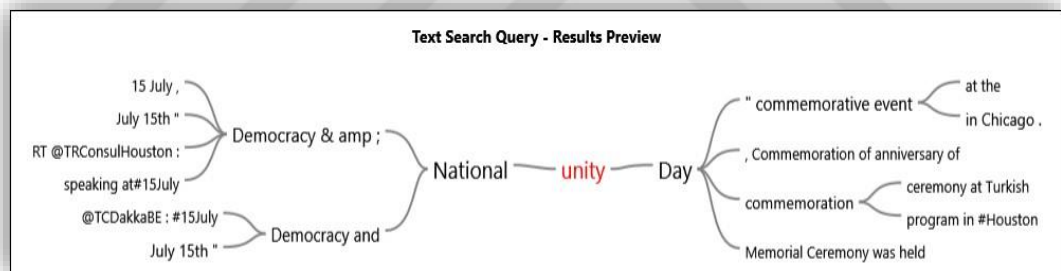 Text Search Query - Results Preview
15 July ,
July 15th "
RT @TRConsulHouston :
speaking at#15July
Democracy & amp ;
@TCDakkaBE : #15July
July 15th "
Democracy and
National
unity
Day
" commemorative event
at the
in Chicago .
, Commemoration of anniversary of
commemoration
ceremony at Turkish
program in #Houston
Memorial Ceremony was held